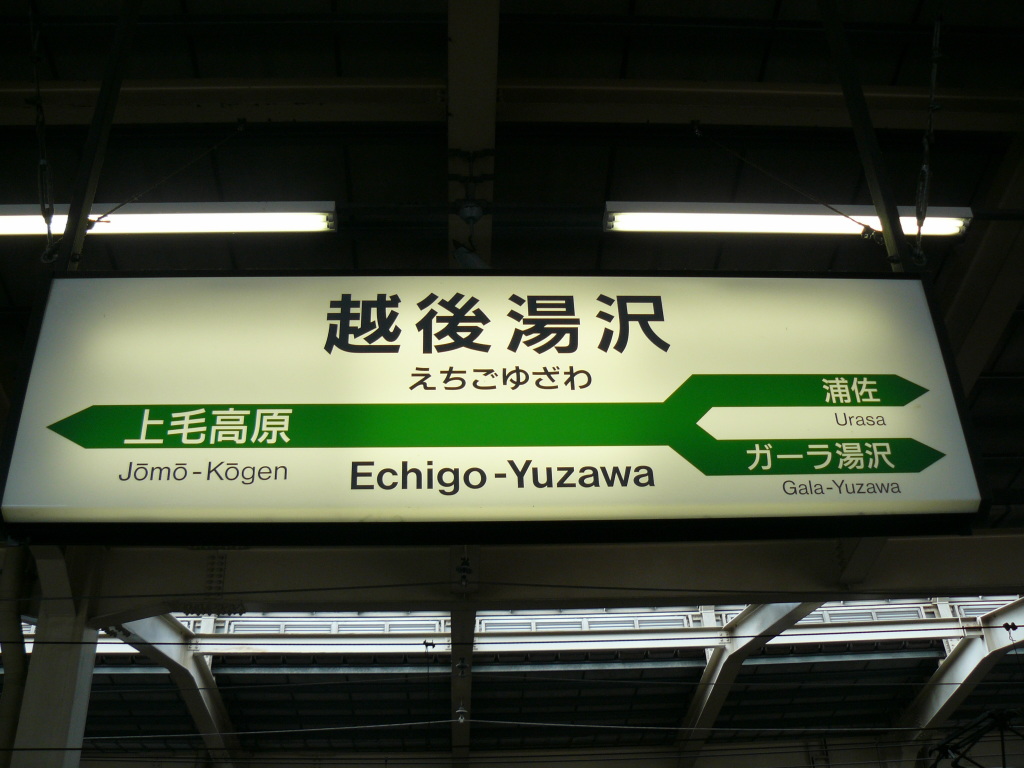 越後湯沢
えちごゆざわ
上毛高原
Jōmō-Kōgen
Echigo-Yuzawa
浦佐
Urasa
ガーラ湯沢
Gala-Yuzawa